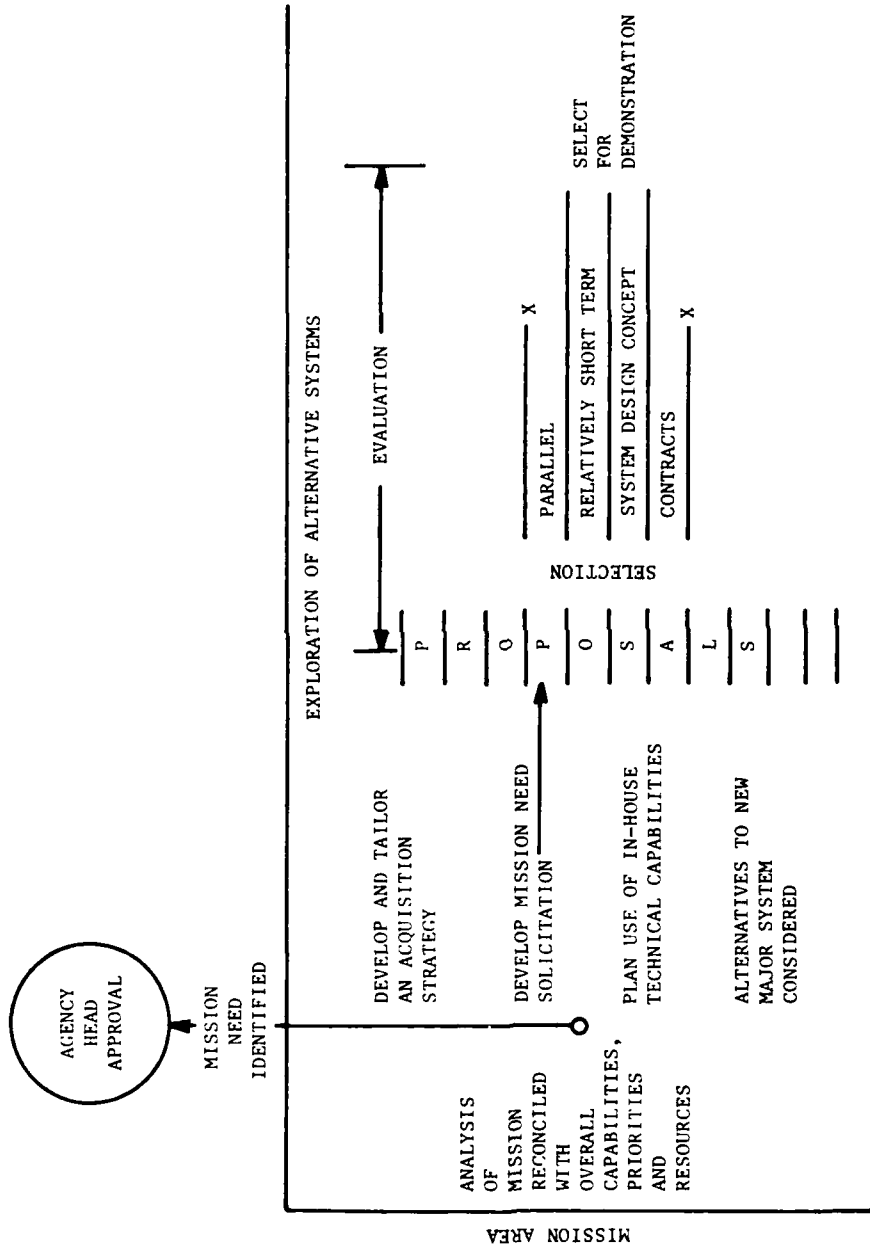 AGENCY
HEAD
APPROVAL
MISSION
NEED
IDENTIFIED
EXPLORATION OF ALTERNATIVE SYSTEMS
MISSION AREA
ANALYSIS
OF
MISSION
RECONCILED
WITH
OVERALL
CAPABILITIES,
PRIORITIES
AND
RESOURCES
DEVELOP AND TAILOR
AN ACQUISITION
STRATEGY
DEVELOP MISSION NEED
SOLICITATION
PLAN USE OF IN-HOUSE
TECHNICAL CAPABILITIES
ALTERNATIVES TO NEW
MAJOR SYSTEM
CONSIDERED
EVALUATION
P
R
O
P
O
S
A
L
S
SELECTION
X
PARALLEL
RELATIVELY SHORT TERM
SYSTEM DESIGN CONCEPT
CONTRACTS
X
SELECT
FOR
DEMONSTRATION